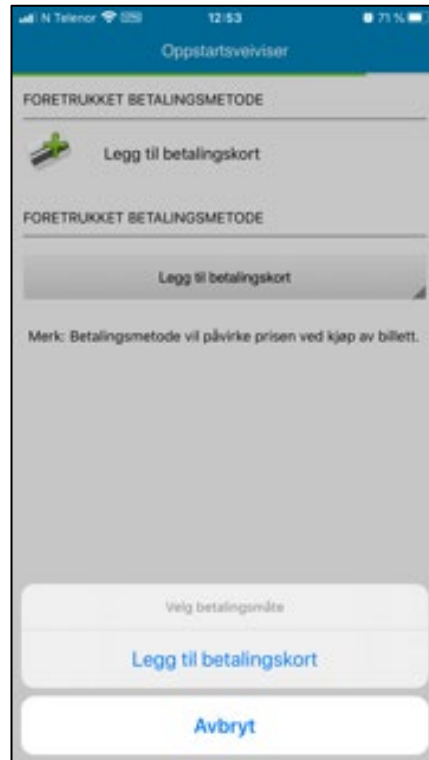 N Telenor 12:53 71 %
Oppstartsveiviser
FORETRUKKET BETALINGSMETODE
Legg til betalingskort
FORETRUKKET BETALINGSMETODE
Legg til betalingskort
Merk: Betalingsmetode vil påvirke prisen ved kjøp av billett.
Velg betalingsmåte
Legg til betalingskort
Avbryt